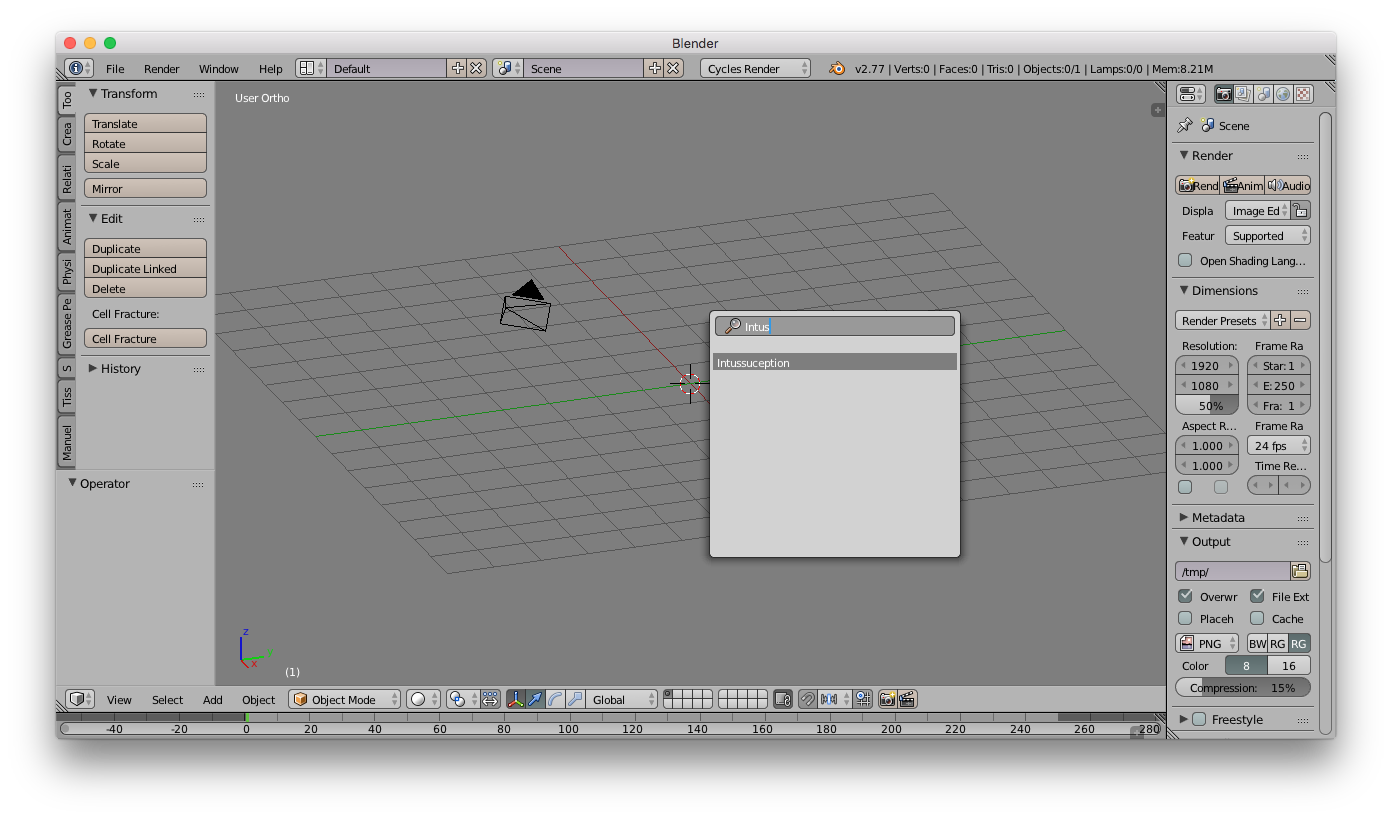 Blender
File Render Window Help Default Scene Cycles Render v2.77 | Verts:0 | Faces:0 | Tris:0 | Objects:0/1 | Lamps:0/0 | Mem:8.21M
Too
Crea
Relati
Animat
Physi
Grease Pe
S
Tiss
Manuel
Transform
Translate
Rotate
Scale
Mirror
Edit
Duplicate
Duplicate Linked
Delete
Cell Fracture:
Cell Fracture
History
Operator
User Ortho
Intus
Intussuception
z
x
(1)
View Select Add Object Object Mode Global
-40 -20 0 20 40 60 80 100 120 140 160 180 200 220 240 260 280
Scene
Render
Rend Anim Audio
Displa Image Ed
Featur Supported
Open Shading Lang...
Dimensions
Render Presets
Resolution: Frame Ra
1920 Star: 1
1080 E: 250
50% Fra: 1
Aspect R... Frame Ra
1.000 24 fps
1.000 Time Re...
Metadata
Output
/tmp/
Overwr File Ext
Placeh Cache
PNG BW RG RG
Color 8 16
Compression: 15%
Freestyle